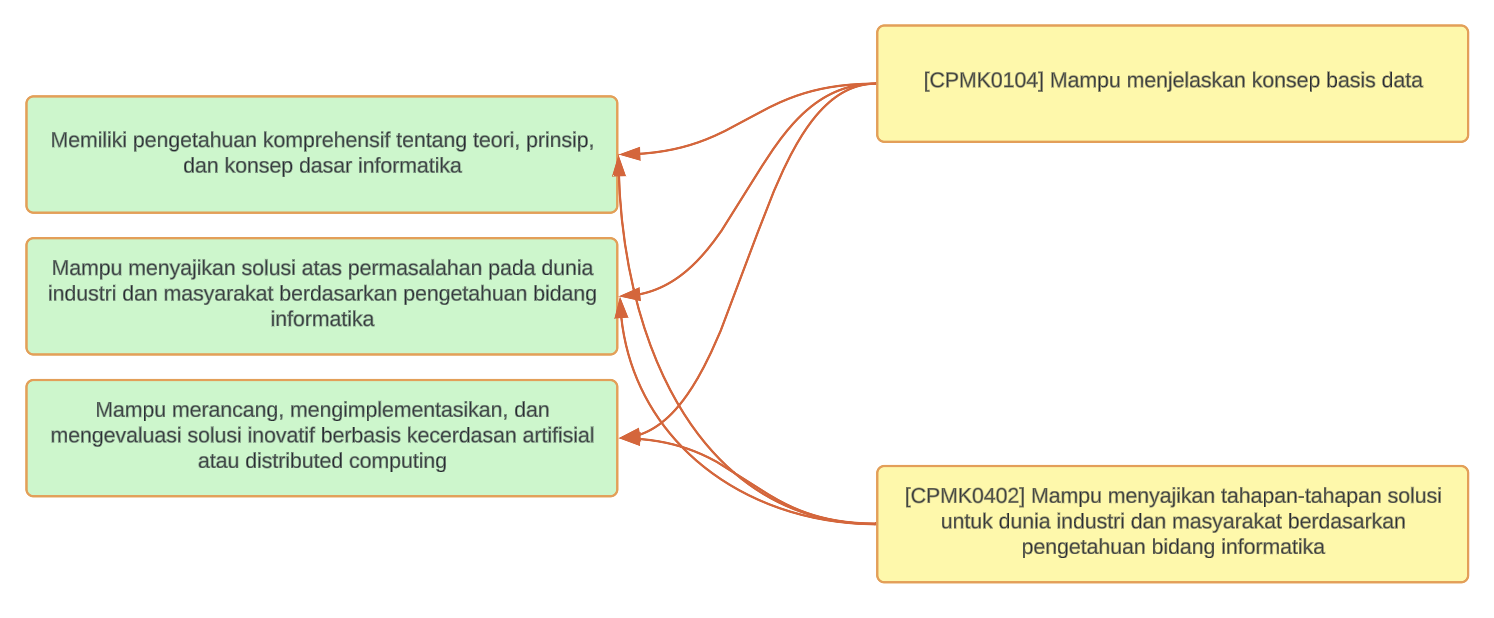 Memiliki pengetahuan komprehensif tentang teori, prinsip,
dan konsep dasar informatika
Mampu menyajikan solusi atas permasalahan pada dunia
industri dan masyarakat berdasarkan pengetahuan bidang
informatika
Mampu merancang, mengimplementasikan, dan
mengevaluasi solusi inovatif berbasis kecerdasan artifisial
atau distributed computing
[CPMK0104] Mampu menjelaskan konsep basis data
[CPMK0402] Mampu menyajikan tahapan-tahapan solusi
untuk dunia industri dan masyarakat berdasarkan
pengetahuan bidang informatika